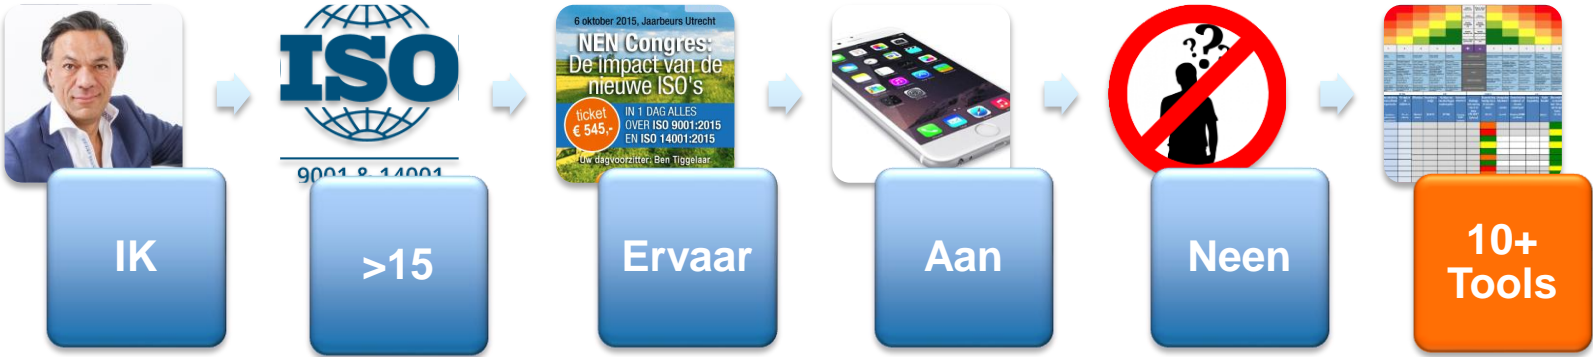 6 oktober 2015, Jaarbeurs Utrecht
NEN Congres:
De impact van de
nieuwe ISO's
ticket
€ 545,-
IN 1 DAG ALLES
OVER ISO 9001:2015
EN ISO 14001:2015
Uw dagvoorzitter: Ben Tiggelaar
ISO
9001 & 14001
???
IK
>15
Ervaar
Aan
Neen
10+
Tools